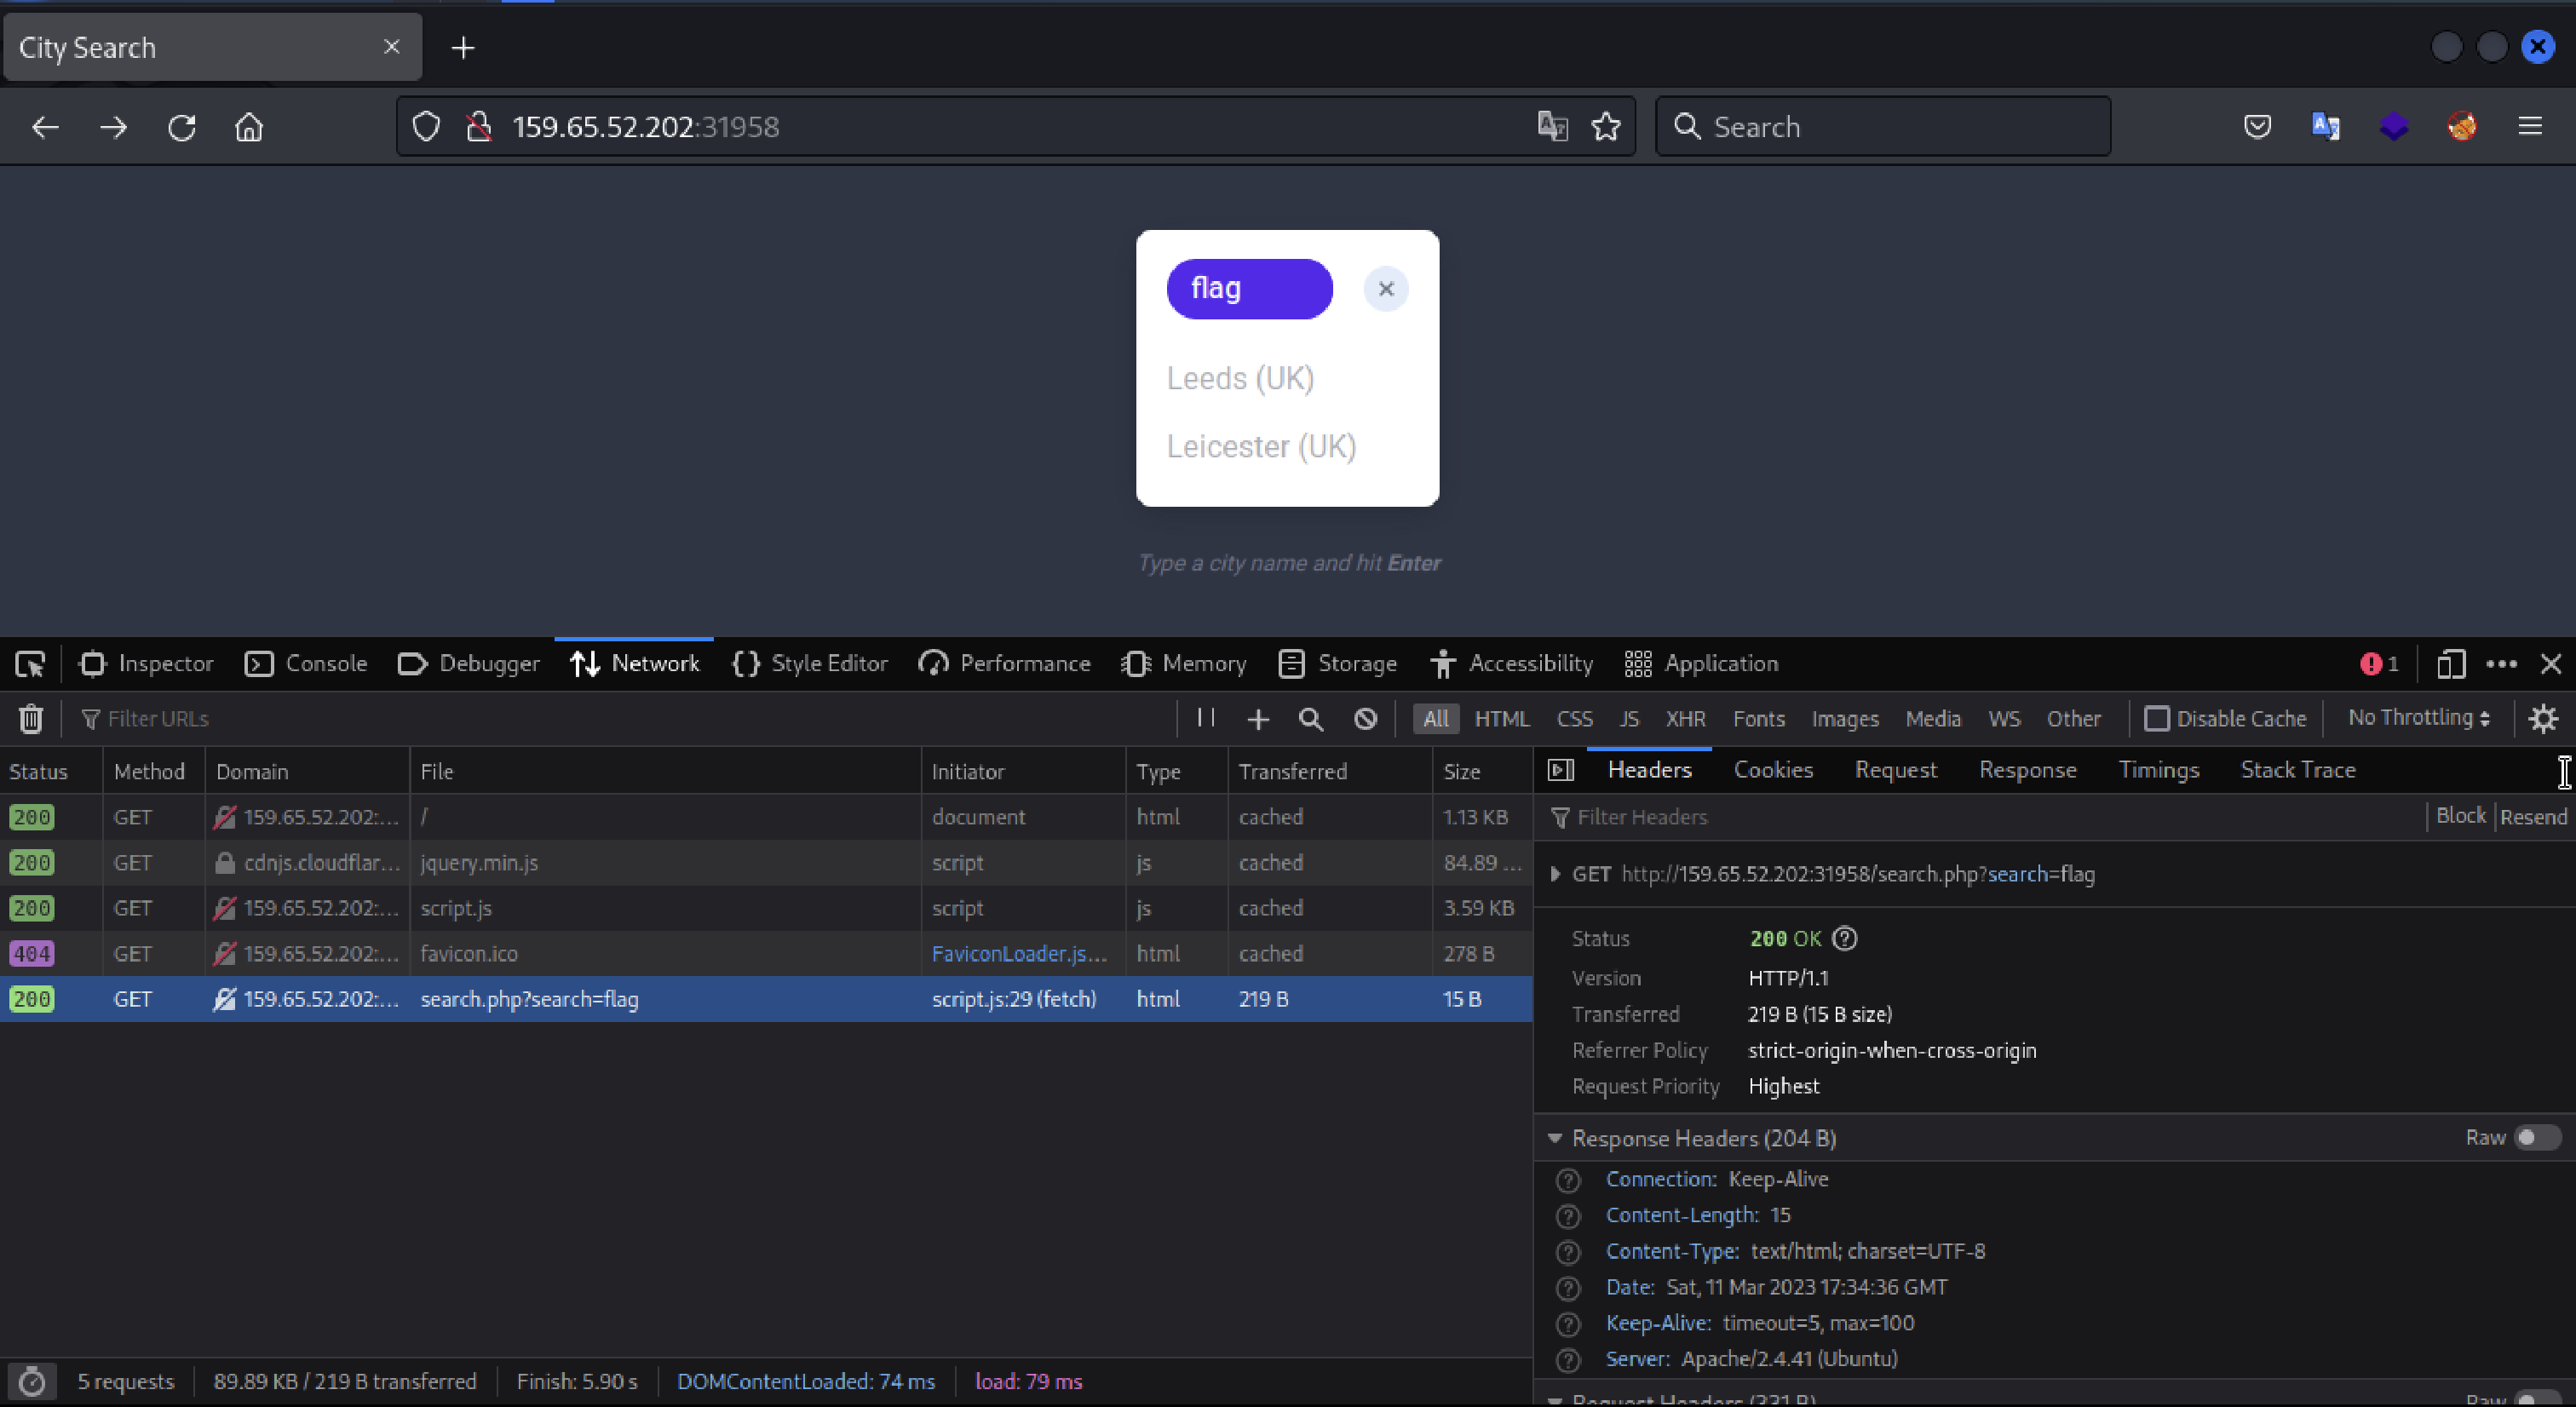 City Search
159.65.52.202:31958
Search
flag
Leeds (UK)
Leicester (UK)
Type a city name and hit Enter
Inspector Console Debugger Network Style Editor Performance Memory Storage Accessibility Application 1
Filter URLs All HTML CSS JS XHR Fonts Images Media WS Other Disable Cache No Throttling
Status Method Domain File Initiator Type Transferred Size
200 GET 159.65.52.202:... / document html cached 1.13 KB
200 GET cdnjs.cloudflar... jquery.min.js script js cached 84.89 ...
200 GET 159.65.52.202:... script.js script js cached 3.59 KB
404 GET 159.65.52.202:... favicon.ico FaviconLoader.js... html cached 278 B
200 GET 159.65.52.202:... search.php?search=flag script.js:29 (fetch) html 219 B 15 B
5 requests 89.89 KB / 219 B transferred Finish: 5.90 s DOMContentLoaded: 74 ms load: 79 ms
Headers Cookies Request Response Timings Stack Trace
Filter Headers Block Resend
GET http://159.65.52.202:31958/search.php?search=flag
Status 200 OK
Version HTTP/1.1
Transferred 219 B (15 B size)
Referrer Policy strict-origin-when-cross-origin
Request Priority Highest
Response Headers (204 B) Raw
Connection: Keep-Alive
Content-Length: 15
Content-Type: text/html; charset=UTF-8
Date: Sat, 11 Mar 2023 17:34:36 GMT
Keep-Alive: timeout=5, max=100
Server: Apache/2.4.41 (Ubuntu)
Request Headers (331 B) Raw